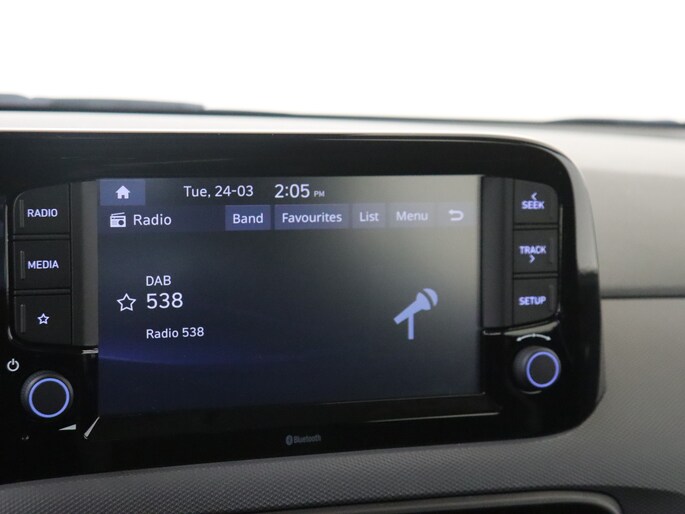 Tue, 24-03 2:05 PM
Radio Band Favourites List Menu
DAB
538
Radio 538
RADIO
MEDIA
SEEK
TRACK
SETUP
Bluetooth